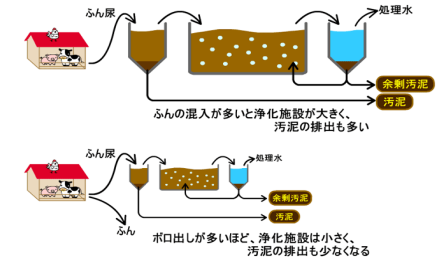 ふん尿
処理水
余剰汚泥
汚泥
ふんの混入が多いと浄化施設が大きく、
汚泥の排出も多い
ふん尿
処理水
余剰汚泥
汚泥
ふん
ボロ出しが多いほど、浄化施設は小さく、
汚泥の排出も少なくなる